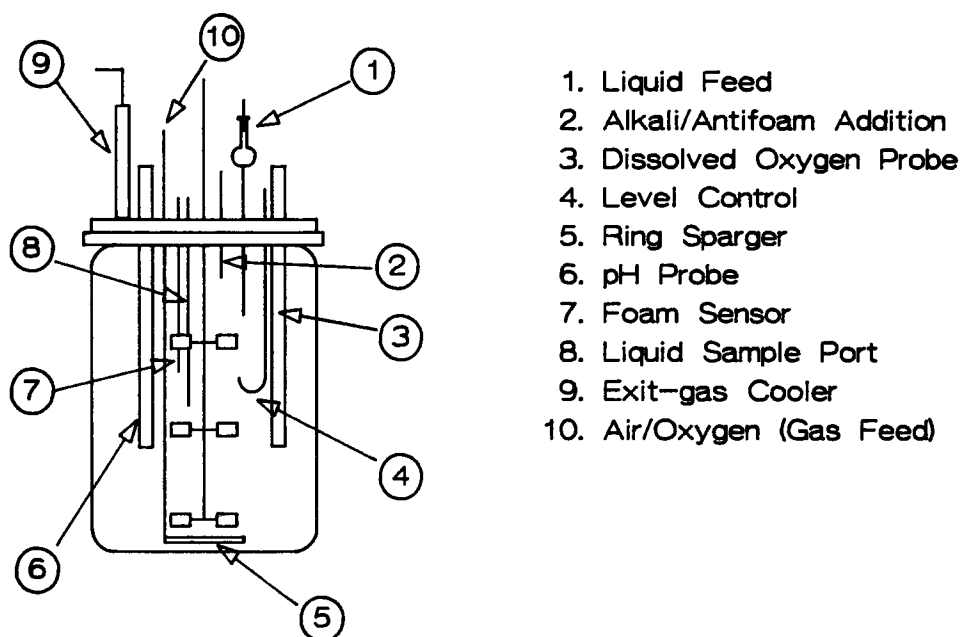 10
9
1
1. Liquid Feed
2. Alkali/Antifoam Addition
3. Dissolved Oxygen Probe
4. Level Control
5. Ring Sparger
6. pH Probe
7. Foam Sensor
8. Liquid Sample Port
9. Exit-gas Cooler
10. Air/Oxygen (Gas Feed)
8
2
3
7
4
6
5